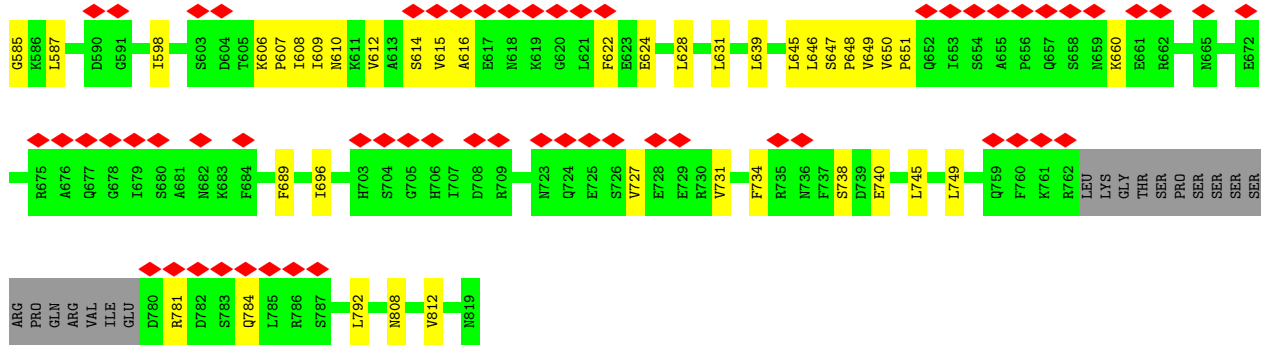 G585 K586 L587 D590 G591 I598 S603 D604 T605 K606 P607 I608 I609 N610 K611 V612 A613 S614 V615 A616 E617 N618 K619 G620 L621 F622 E623 E624 L628 L631 L639 L645 L646 S647 P648 V649 V650 P651 Q652 I653 S654 A655 P656 Q657 S658 N659 K660 E661 R662 N665 E672
R675 A676 Q677 G678 I679 S680 A681 N682 K683 F684 F689 I696 H703 S704 G705 H706 I707 D708 R709 N723 Q724 E725 S726 V727 E728 E729 R730 V731 F734 R735 N736 F737 S738 D739 E740 L745 L749 Q759 F760 K761 R762 LEU LYS GLY THR SER PRO SER SER SER SER
ARG PRO GLN ARG VAL ILE GLU D780 R781 D782 S783 Q784 L785 R786 S787 L792 N808 V812 N819